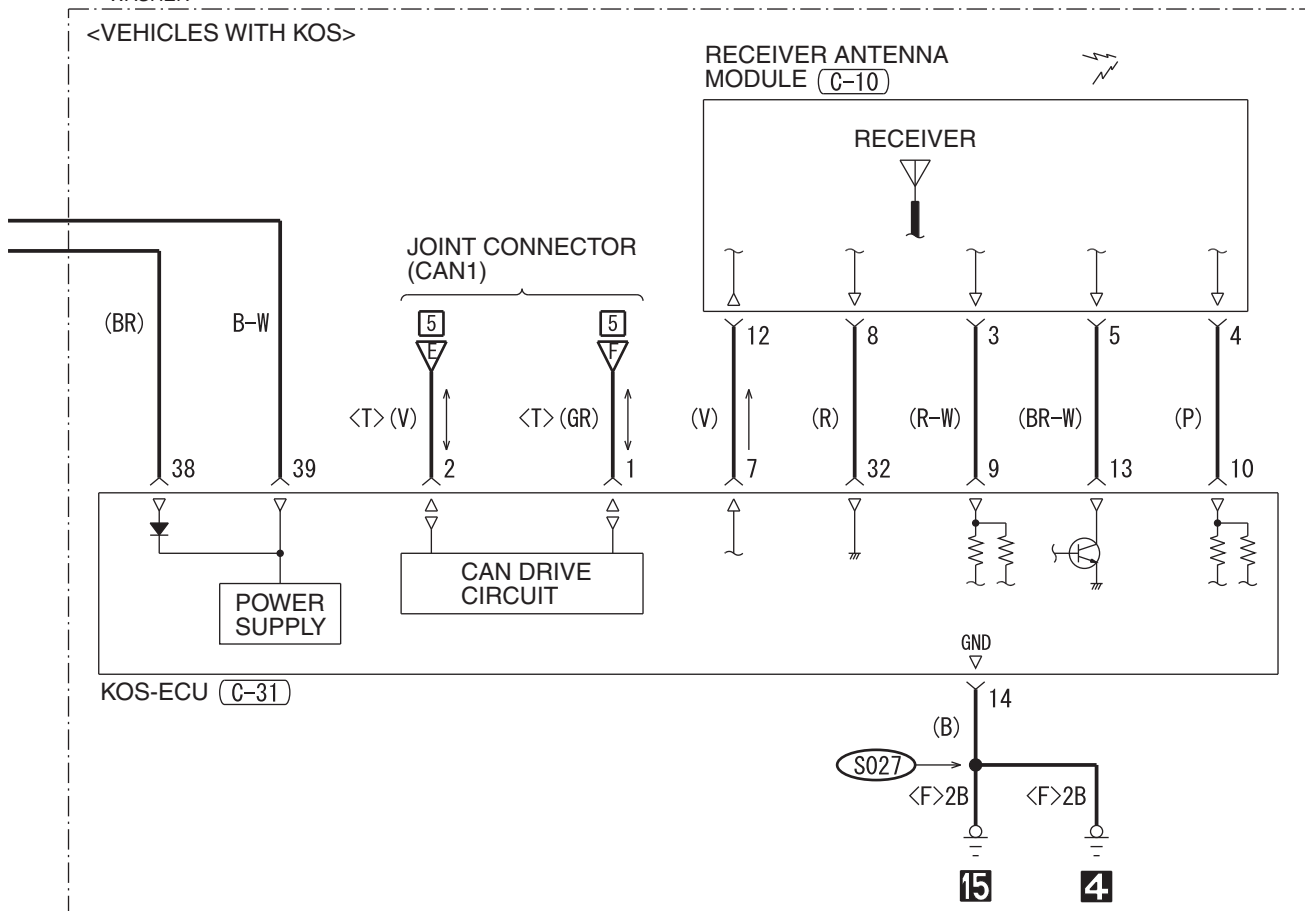 <VEHICLES WITH KOS>
RECEIVER ANTENNA
MODULE C-10
RECEIVER
JOINT CONNECTOR
(CAN1)
(BR) B-W 5 5 12 8 3 5 4
E F
<T>(V) <T>(GR) (V) (R) (R-W) (BR-W) (P)
38 39 2 1 7 32 9 13 10
CAN DRIVE
CIRCUIT
POWER
SUPPLY
GND
KOS-ECU C-31
14
(B)
S027
<F>2B <F>2B
15 4